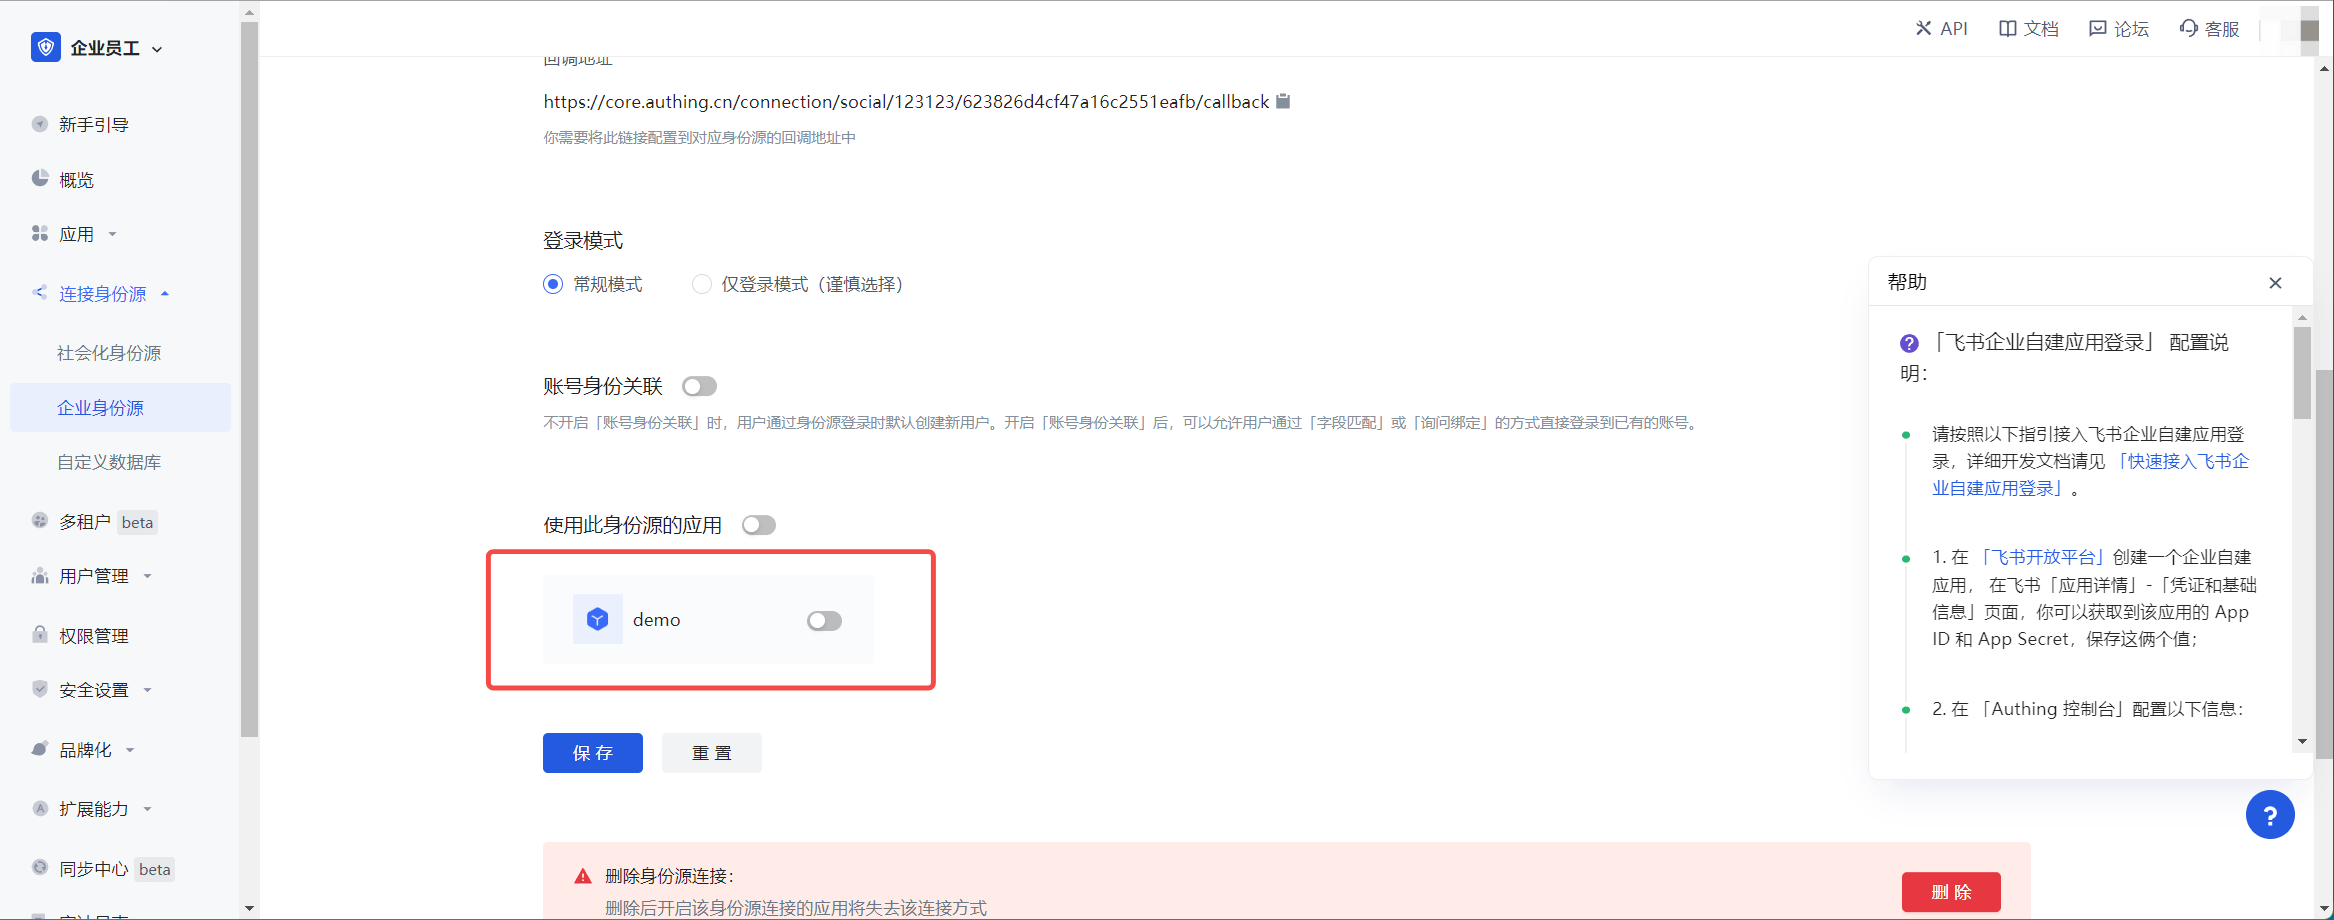 企业员工
API
文档
论坛
客服
新手引导
概览
应用
连接身份源
社会化身份源
企业身份源
自定义数据库
多租户 beta
用户管理
权限管理
安全设置
品牌化
扩展能力
同步中心 beta
回调地址
https://core.authing.cn/connection/social/123123/623826d4cf47a16c2551eafb/callback
你需要将此链接配置到对应身份源的回调地址中
登录模式
常规模式
仅登录模式（谨慎选择）
账号身份关联
不开启「账号身份关联」时，用户通过身份源登录时默认创建新用户。开启「账号身份关联」后，可以允许用户通过「字段匹配」或「询问绑定」的方式直接登录到已有的账号。
使用此身份源的应用
demo
保 存
重 置
删除身份源连接：
删除后开启该身份源连接的应用将失去该连接方式
删 除
帮助
「飞书企业自建应用登录」 配置说
明：
请按照以下指引接入飞书企业自建应用登
录，详细开发文档请见 「快速接入飞书企
业自建应用登录」。
1. 在 「飞书开放平台」创建一个企业自建
应用， 在飞书「应用详情」-「凭证和基础
信息」页面，你可以获取到该应用的 App
ID 和 App Secret，保存这俩个值；
2. 在 「Authing 控制台」配置以下信息：